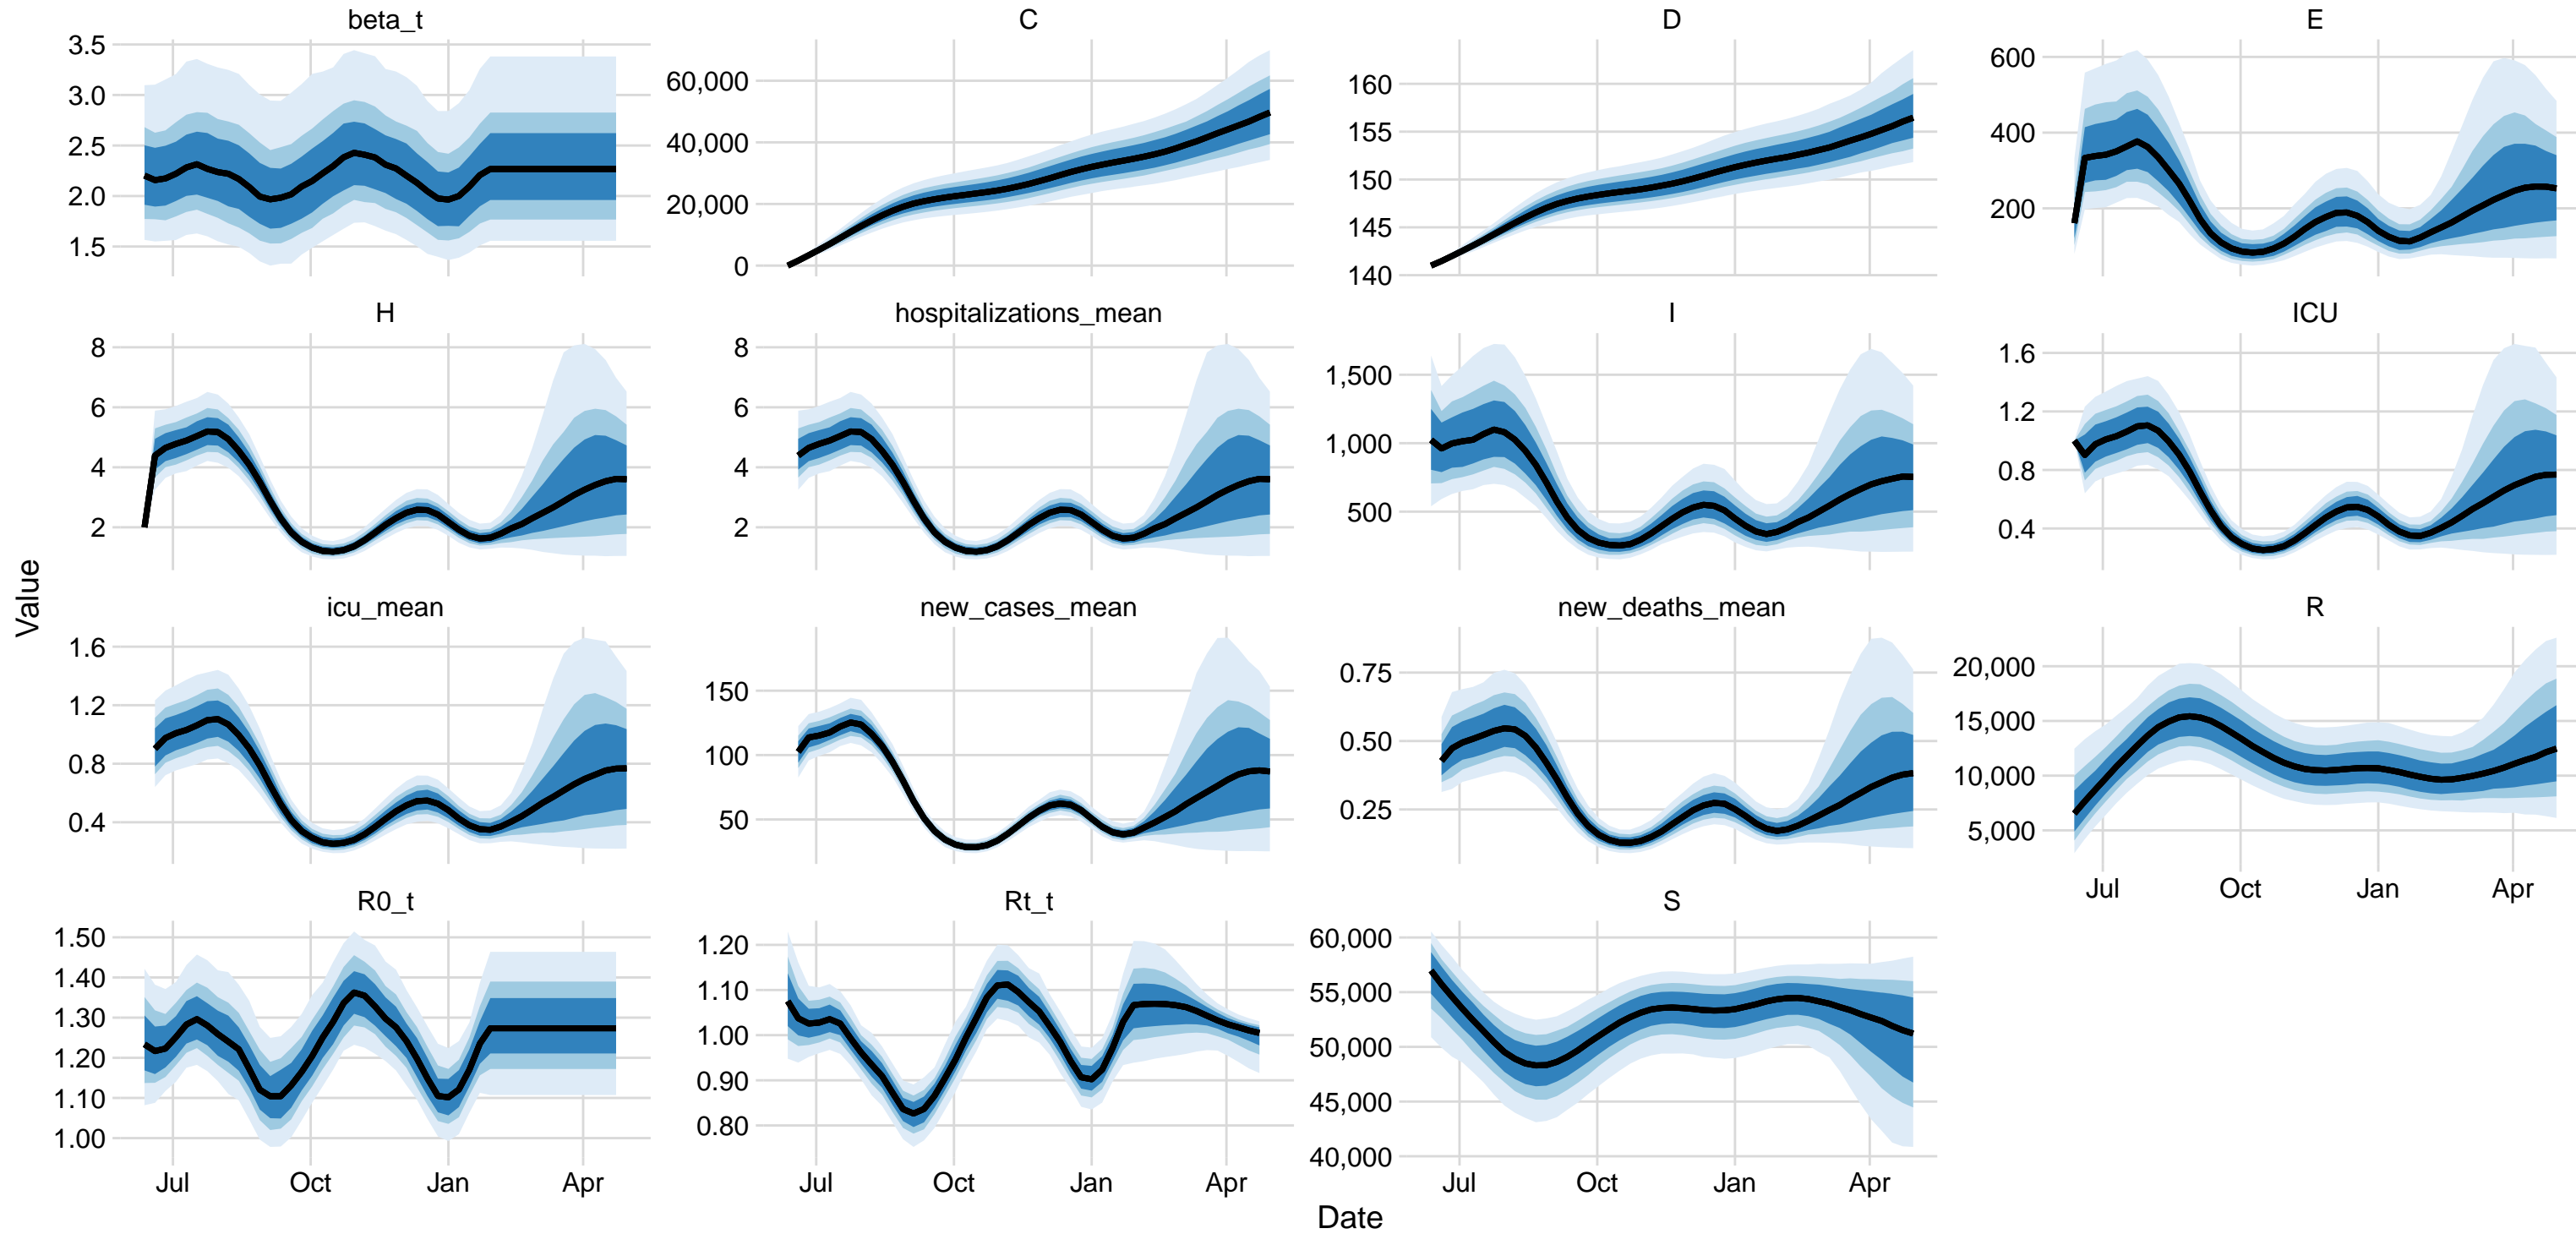 beta_t
C
D
E
3.5
3.0
2.5
2.0
1.5
60,000
40,000
20,000
0
160
155
150
145
140
600
400
200
H
hospitalizations_mean
I
ICU
8
6
4
2
8
6
4
2
1,500
1,000
500
1.6
1.2
0.8
0.4
Value
icu_mean
new_cases_mean
new_deaths_mean
R
1.6
1.2
0.8
0.4
150
100
50
0.75
0.50
0.25
20,000
15,000
10,000
5,000
Jul Oct Jan Apr
R0_t
Rt_t
S
1.50
1.40
1.30
1.20
1.10
1.00
1.20
1.10
1.00
0.90
0.80
60,000
55,000
50,000
45,000
40,000
Jul Oct Jan Apr
Jul Oct Jan Apr
Jul Oct Jan Apr
Date